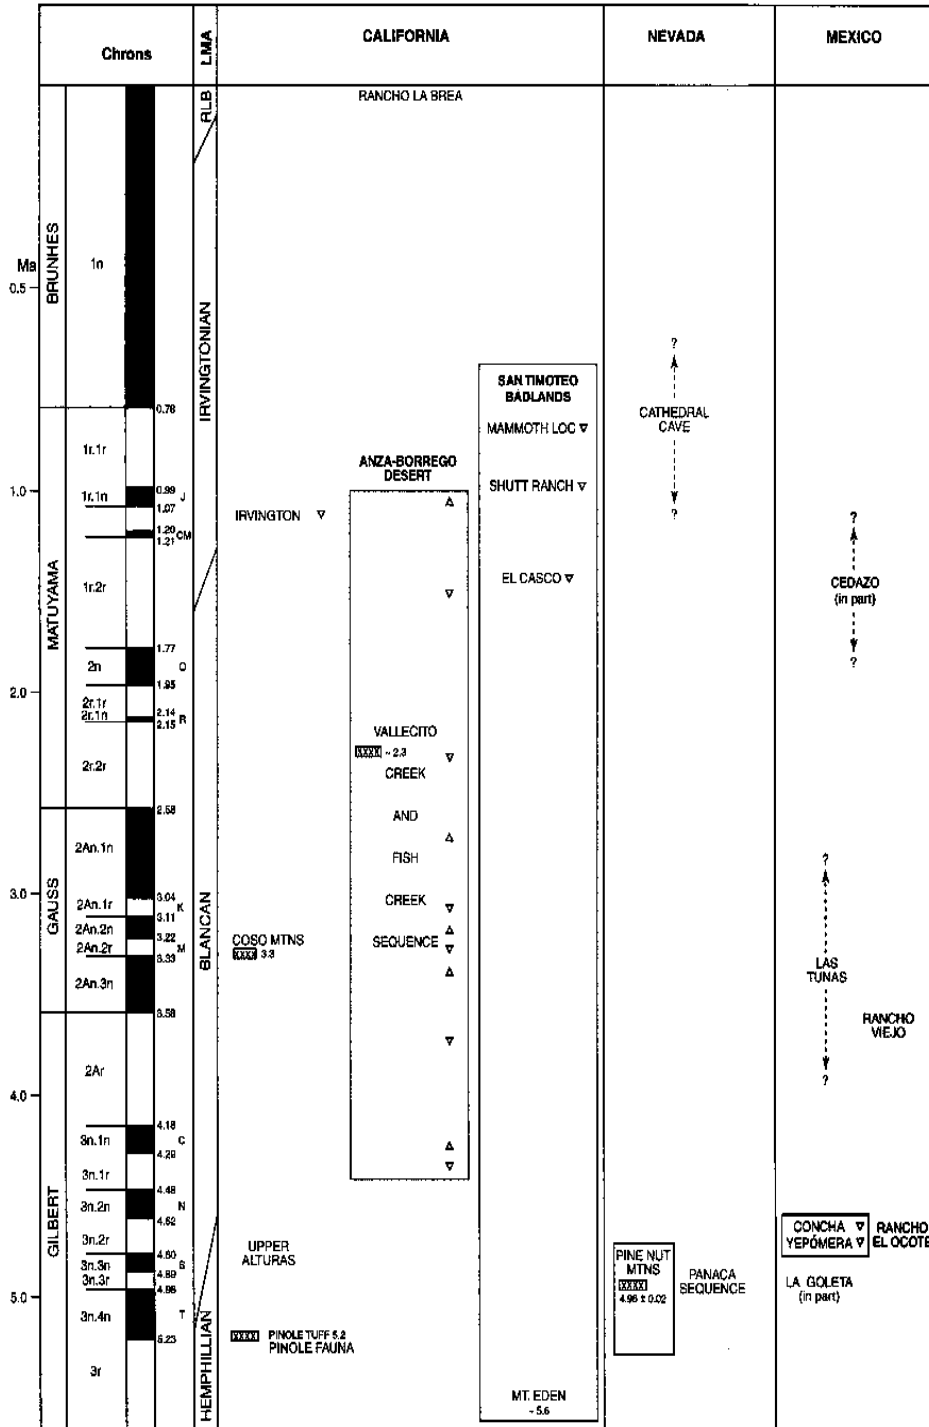 Chrons
LMA
CALIFORNIA
NEVADA
MEXICO
Ma
0.5
1.0
2.0
3.0
4.0
5.0
BRUNHES
MATUYAMA
GAUSS
GILBERT
1n
1r.1r
1r.1n
1r.2r
2n
2r.1r
2r.1n
2r.2r
2An.1n
2An.1r
2An.2n
2An.2r
2An.3n
2Ar
3n.1n
3n.1r
3n.2n
3n.2r
3n.3n
3n.3r
3n.4n
3r
0.78
0.99
J
1.07
1.20
CM
1.21
1.77
O
1.95
2.14
R
2.15
2.58
3.04
K
3.11
3.22
M
3.33
3.58
4.18
C
4.29
4.48
N
4.62
4.80
S
4.89
4.98
T
5.23
RLB
IRVINGTONIAN
BLANCAN
HEMPHILLIAN
RANCHO LA BREA
IRVINGTON
COSO MTNS
XXXX 3.3
UPPER
ALTURAS
XXXX PINOLE TUFF 5.2
PINOLE FAUNA
ANZA-BORREGO
DESERT
VALLECITO
XXXX ~ 2.3
CREEK
AND
FISH
CREEK
SEQUENCE
SAN TIMOTEO
BADLANDS
MAMMOTH LOC
SHUTT RANCH
EL CASCO
MT. EDEN
~ 5.6
?
CATHEDRAL
CAVE
?
PINE NUT
MTNS
XXXX
4.96 ± 0.02
PANACA
SEQUENCE
?
CEDAZO
(in part)
?
?
LAS
TUNAS
?
RANCHO
VIEJO
CONCHA
YEPÓMERA
RANCHO
EL OCOTE
LA GOLETA
(in part)